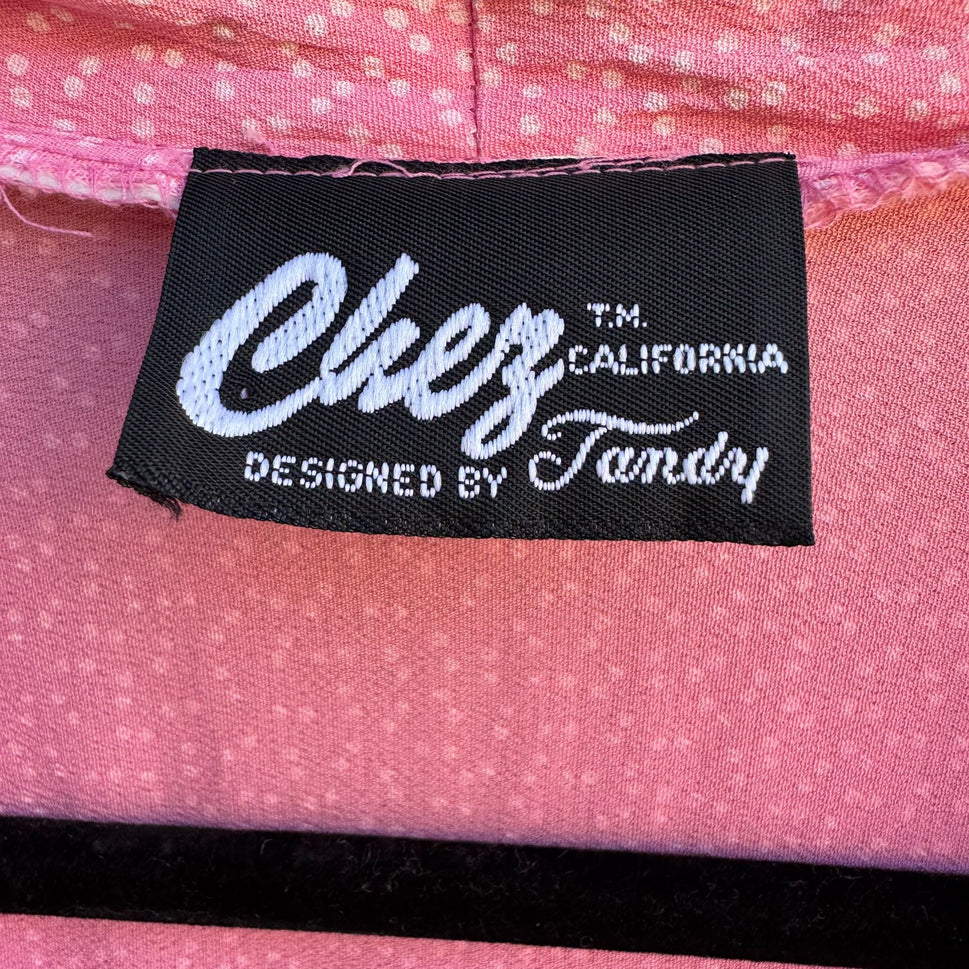 Chez
T.M.
CALIFORNIA
DESIGNED BY Tandy